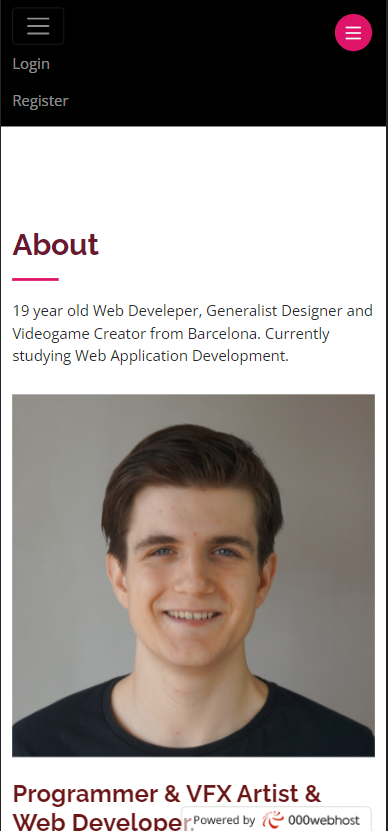 Login
Register
About
19 year old Web Develeper, Generalist Designer and
Videogame Creator from Barcelona. Currently
studying Web Application Development.
Programmer & VFX Artist &
Web Developer.
Powered by 000webhost